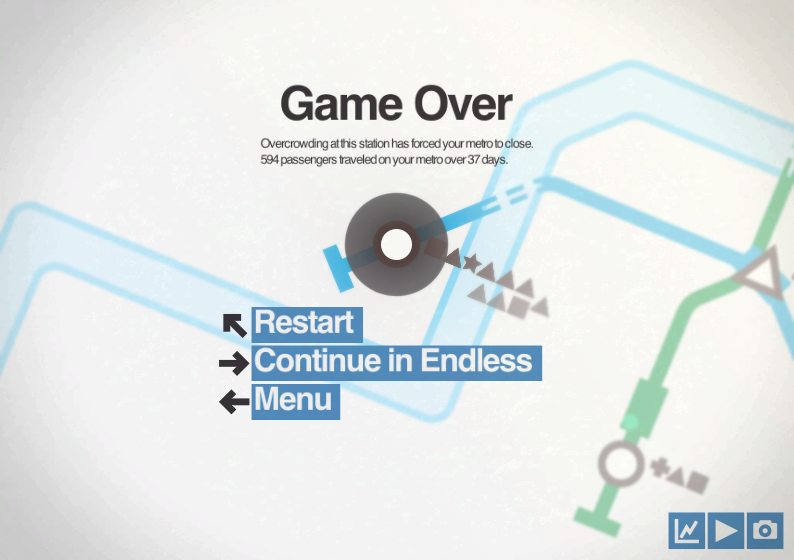 Game Over
Overcrowding at this station has forced your metro to close.
594 passengers traveled on your metro over 37 days.
Restart
Continue in Endless
Menu